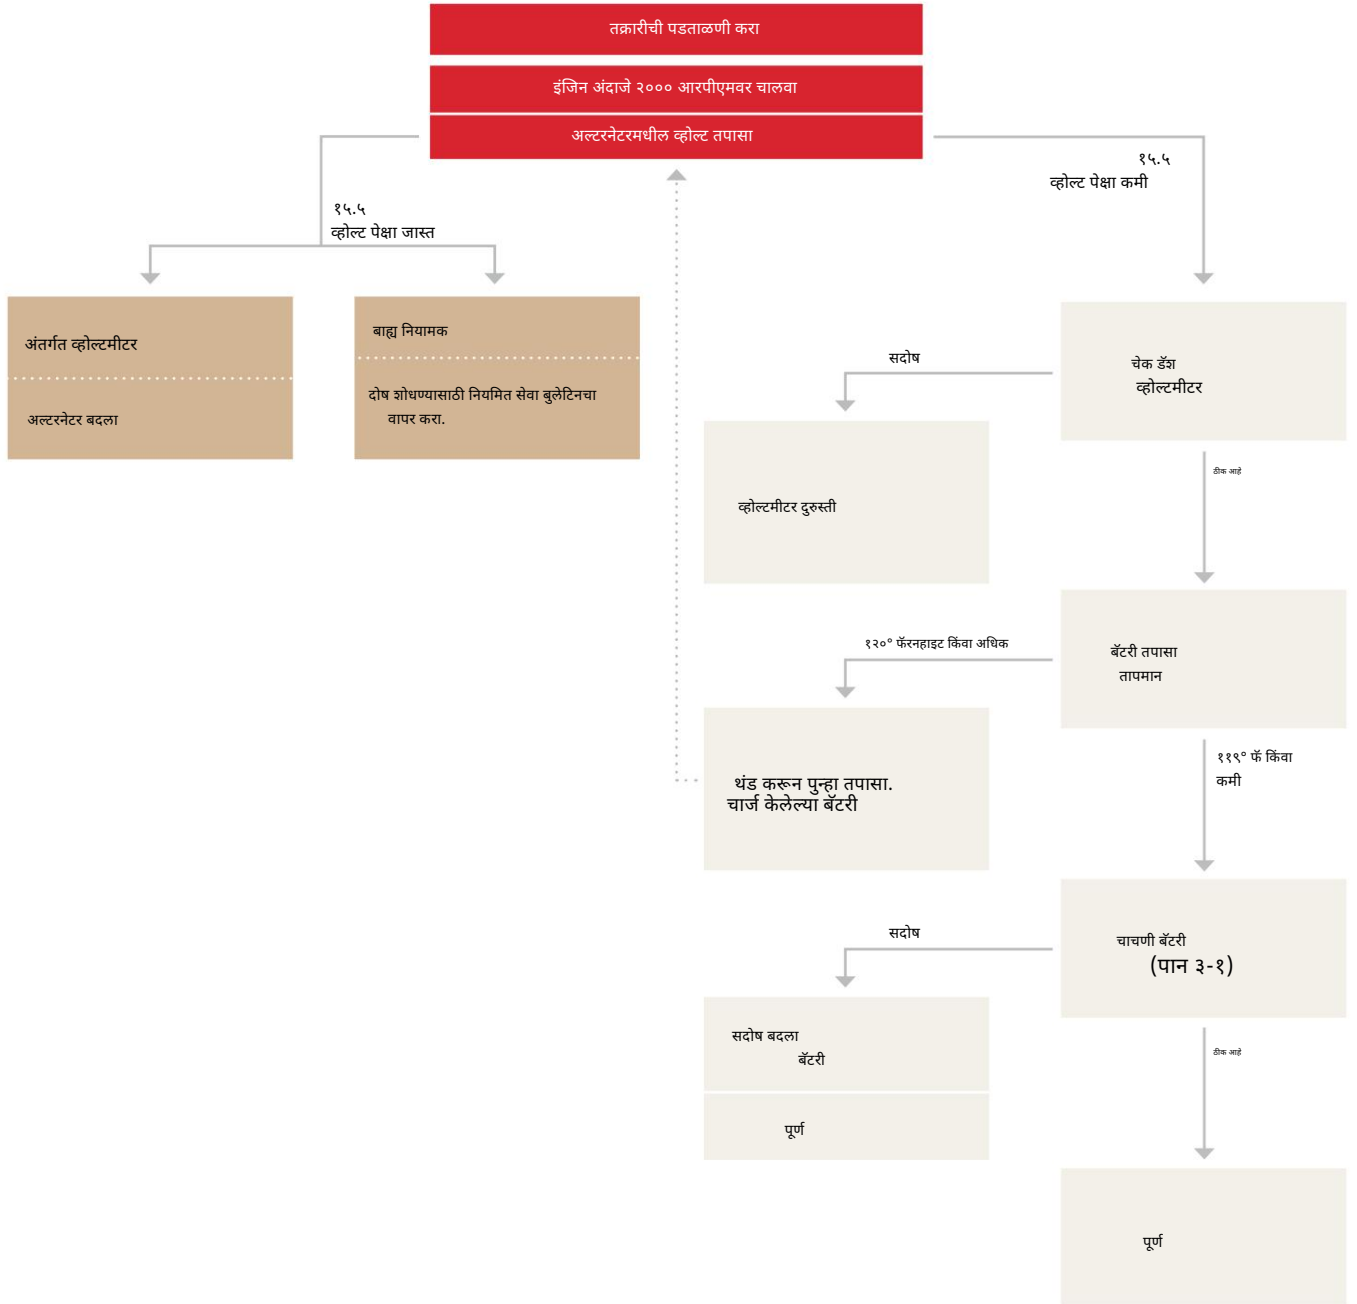 तक्रारीची पडताळणी करा
इंजिन अंदाजे २००० आरपीएमवर चालवा
अल्टरनेटरमधील व्होल्ट तपासा
१५.५
व्होल्ट पेक्षा कमी
१५.५
व्होल्ट पेक्षा जास्त
अंतर्गत व्होल्टमीटर
अल्टरनेटर बदला
बाह्य नियामक
दोष शोधण्यासाठी नियमित सेवा बुलेटिनचा
वापर करा.
सदोष
चेक डॅश
व्होल्टमीटर
ठीक आहे
व्होल्टमीटर दुरुस्ती
१२०° फॅरनहाइट किंवा अधिक
बॅटरी तपासा
तापमान
११९° फॅ किंवा
कमी
थंड करून पुन्हा तपासा.
चार्ज केलेल्या बॅटरी
सदोष
चाचणी बॅटरी
(पान ३-१)
सदोष बदला
बॅटरी
ठीक आहे
पूर्ण
पूर्ण